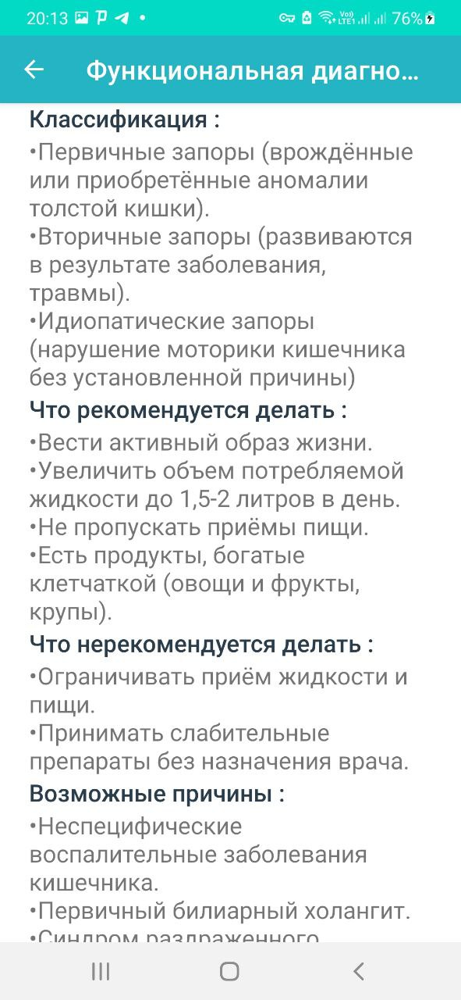 20:13
VoI) LTE1 76%
Функциональная диагно...
Классификация :
•Первичные запоры (врождённые
или приобретённые аномалии
толстой кишки).
•Вторичные запоры (развиваются
в результате заболевания,
травмы).
•Идиопатические запоры
(нарушение моторики кишечника
без установленной причины)
Что рекомендуется делать :
•Вести активный образ жизни.
•Увеличить объем потребляемой
жидкости до 1,5-2 литров в день.
•Не пропускать приёмы пищи.
•Есть продукты, богатые
клетчаткой (овощи и фрукты,
крупы).
Что нерекомендуется делать :
•Ограничивать приём жидкости и
пищи.
•Принимать слабительные
препараты без назначения врача.
Возможные причины :
•Неспецифические
воспалительные заболевания
кишечника.
•Первичный билиарный холангит.
•Синдром раздраженного